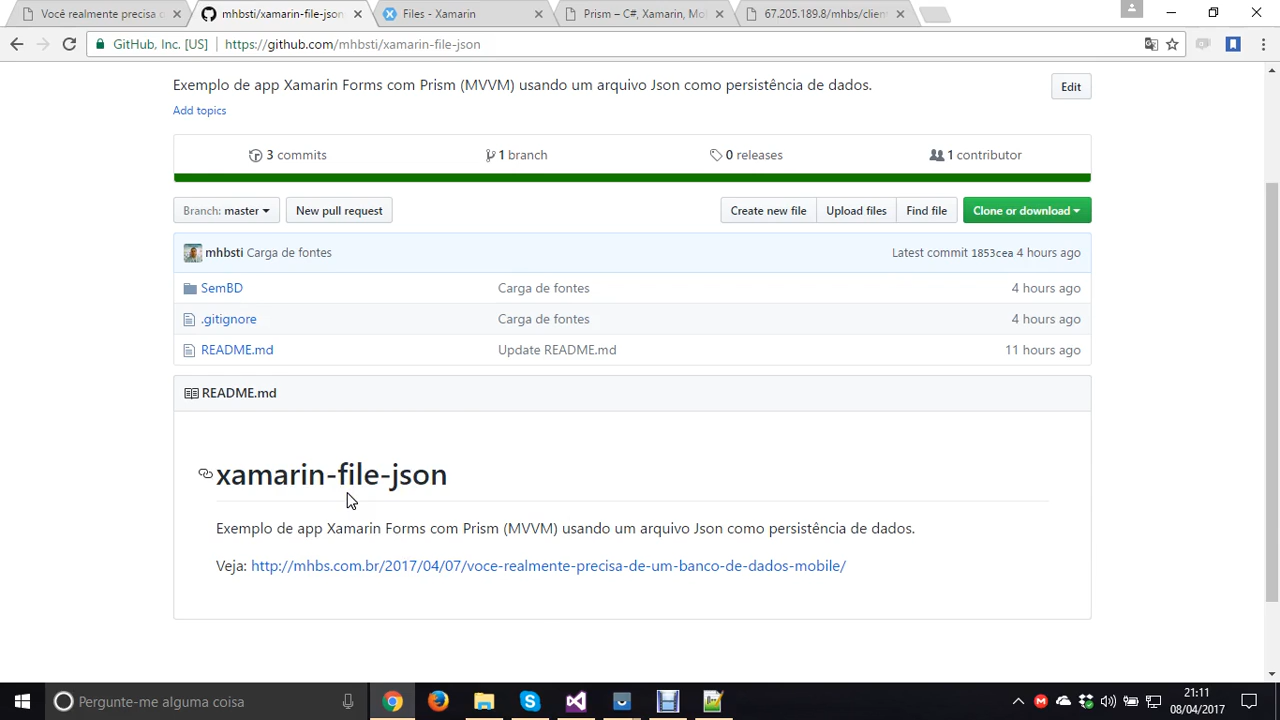 Você realmente precisa d
mhbsti/xamarin-file-json
Files - Xamarin
Prism – C#, Xamarin, Mo
67.205.189.8/mhbs/clien
GitHub, Inc. [US]
https://github.com/mhbsti/xamarin-file-json
Exemplo de app Xamarin Forms com Prism (MVVM) usando um arquivo Json como persistência de dados.
Edit
Add topics
3 commits
1 branch
0 releases
1 contributor
Branch: master
New pull request
Create new file
Upload files
Find file
Clone or download
mhbsti Carga de fontes
Latest commit 1853cea 4 hours ago
SemBD
Carga de fontes
4 hours ago
.gitignore
Carga de fontes
4 hours ago
README.md
Update README.md
11 hours ago
README.md
xamarin-file-json
Exemplo de app Xamarin Forms com Prism (MVVM) usando um arquivo Json como persistência de dados.
Veja: http://mhbs.com.br/2017/04/07/voce-realmente-precisa-de-um-banco-de-dados-mobile/
Pergunte-me alguma coisa
21:11
08/04/2017